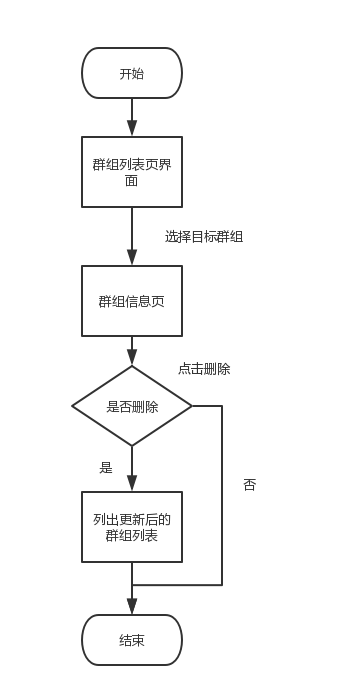 开始
群组列表页界
面
选择目标群组
群组信息页
点击删除
是否删除
是
否
列出更新后的
群组列表
结束